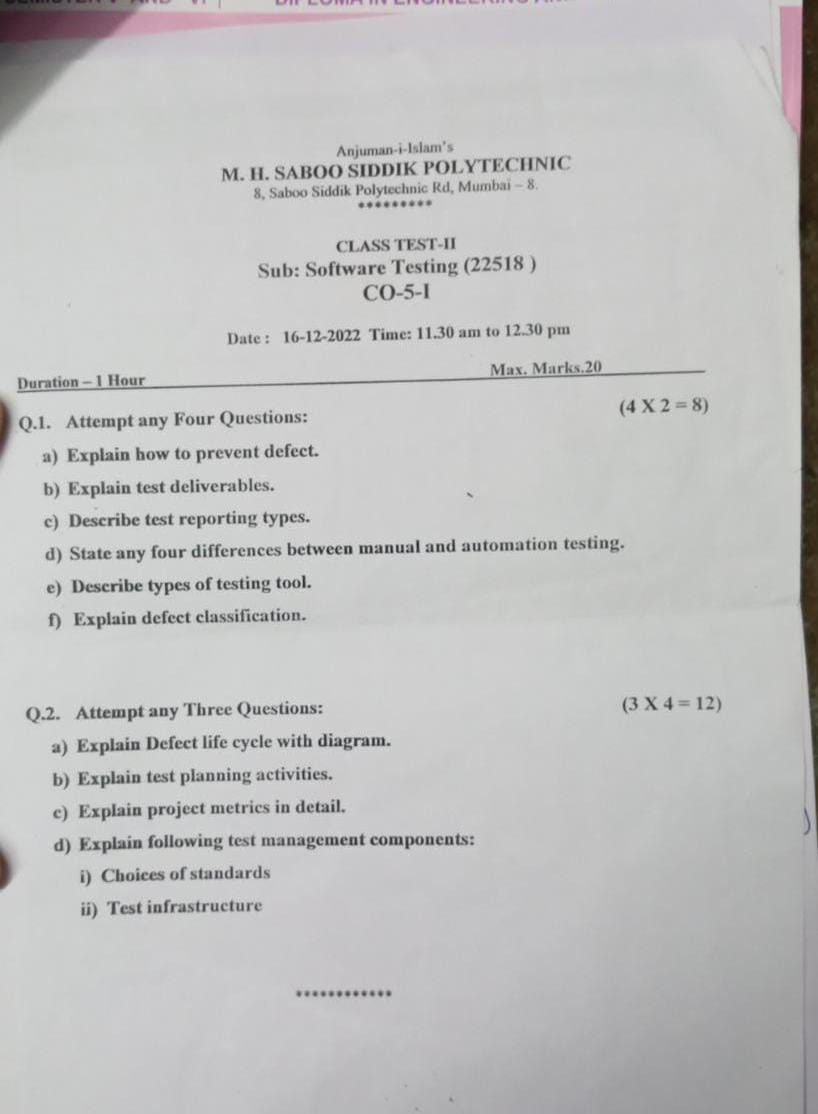 Anjuman-i-Islam's
M. H. SABOO SIDDIK POLYTECHNIC
8, Saboo Siddik Polytechnic Rd, Mumbai – 8.
*********
CLASS TEST-II
Sub: Software Testing (22518 )
CO-5-I
Date : 16-12-2022 Time: 11.30 am to 12.30 pm
Duration – 1 Hour Max. Marks.20
Q.1. Attempt any Four Questions: (4 X 2 = 8)
a) Explain how to prevent defect.
b) Explain test deliverables.
c) Describe test reporting types.
d) State any four differences between manual and automation testing.
e) Describe types of testing tool.
f) Explain defect classification.
Q.2. Attempt any Three Questions: (3 X 4 = 12)
a) Explain Defect life cycle with diagram.
b) Explain test planning activities.
c) Explain project metrics in detail.
d) Explain following test management components:
i) Choices of standards
ii) Test infrastructure
************